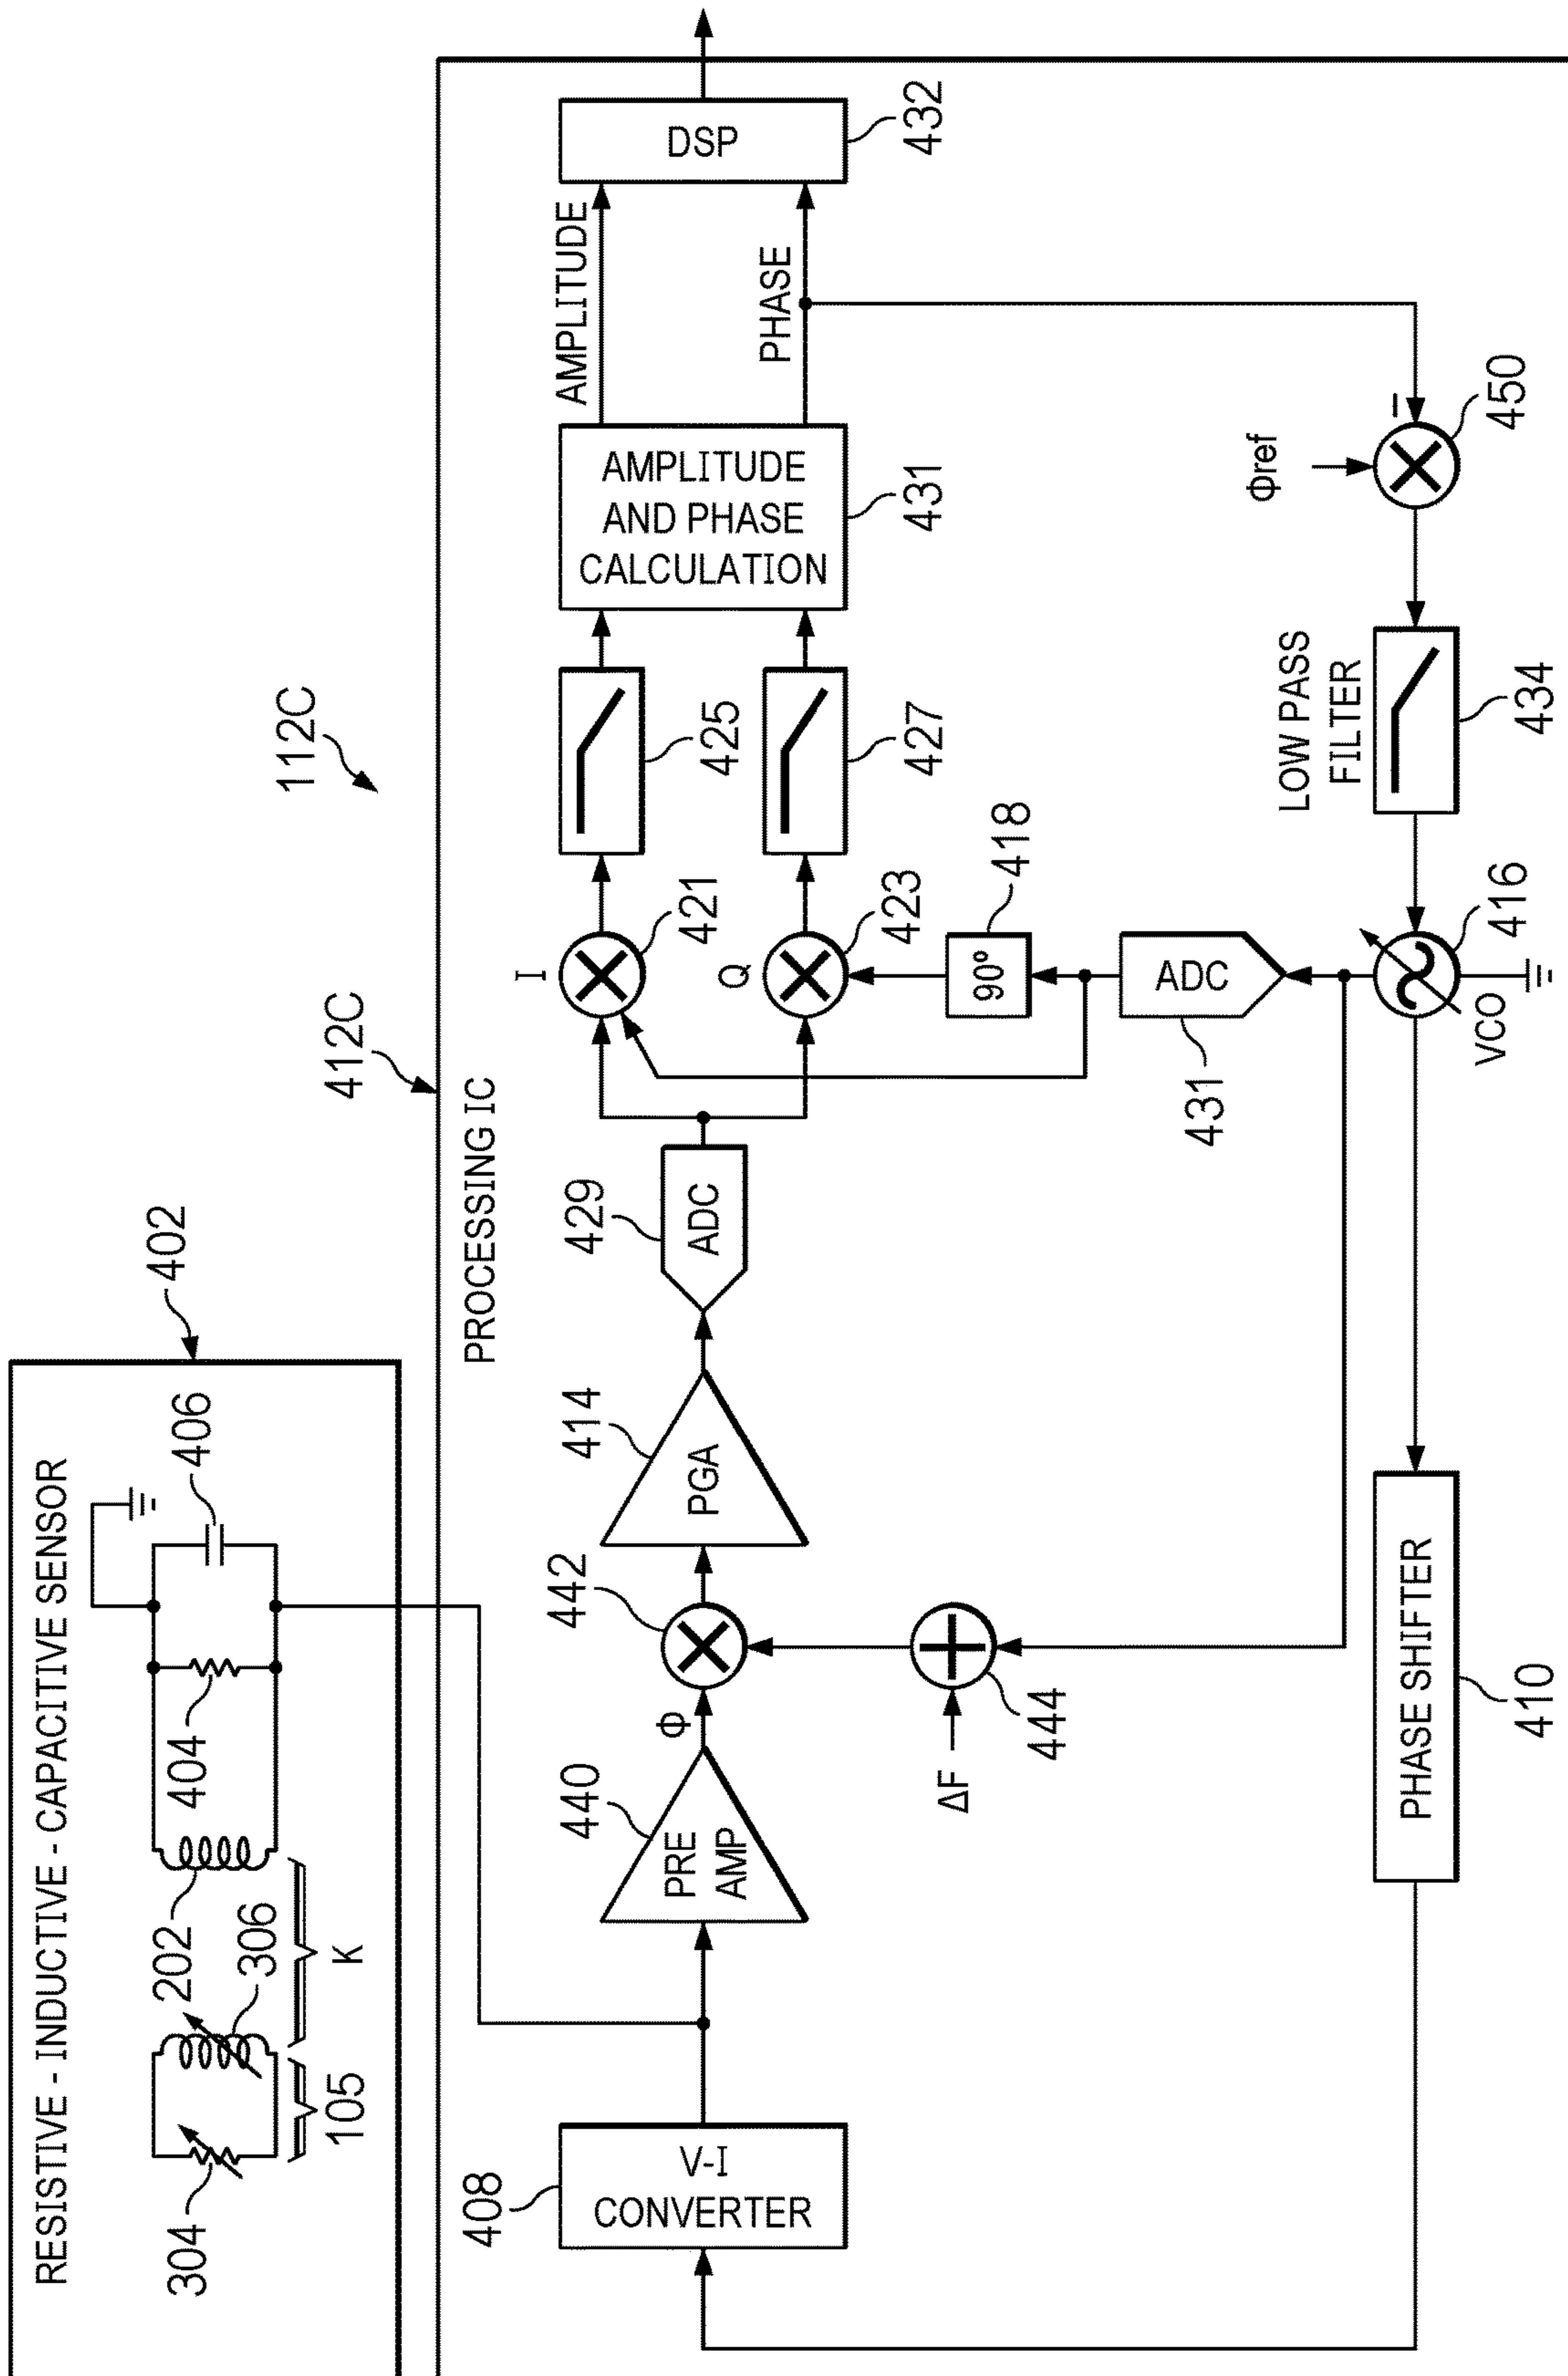 112C
RESISTIVE - INDUCTIVE - CAPACITIVE SENSOR
402
304
105
306
202
K
404
406
412C
PROCESSING IC
408
V-I
CONVERTER
440
PRE
AMP
Φ
442
414
PGA
429
ADC
I
421
425
AMPLITUDE
AND PHASE
CALCULATION
431
AMPLITUDE
PHASE
DSP
432
Q
423
427
90º
418
ADC
431
ΔF
444
PHASE SHIFTER
410
VCO
416
LOW PASS
FILTER
434
Φref
−
450